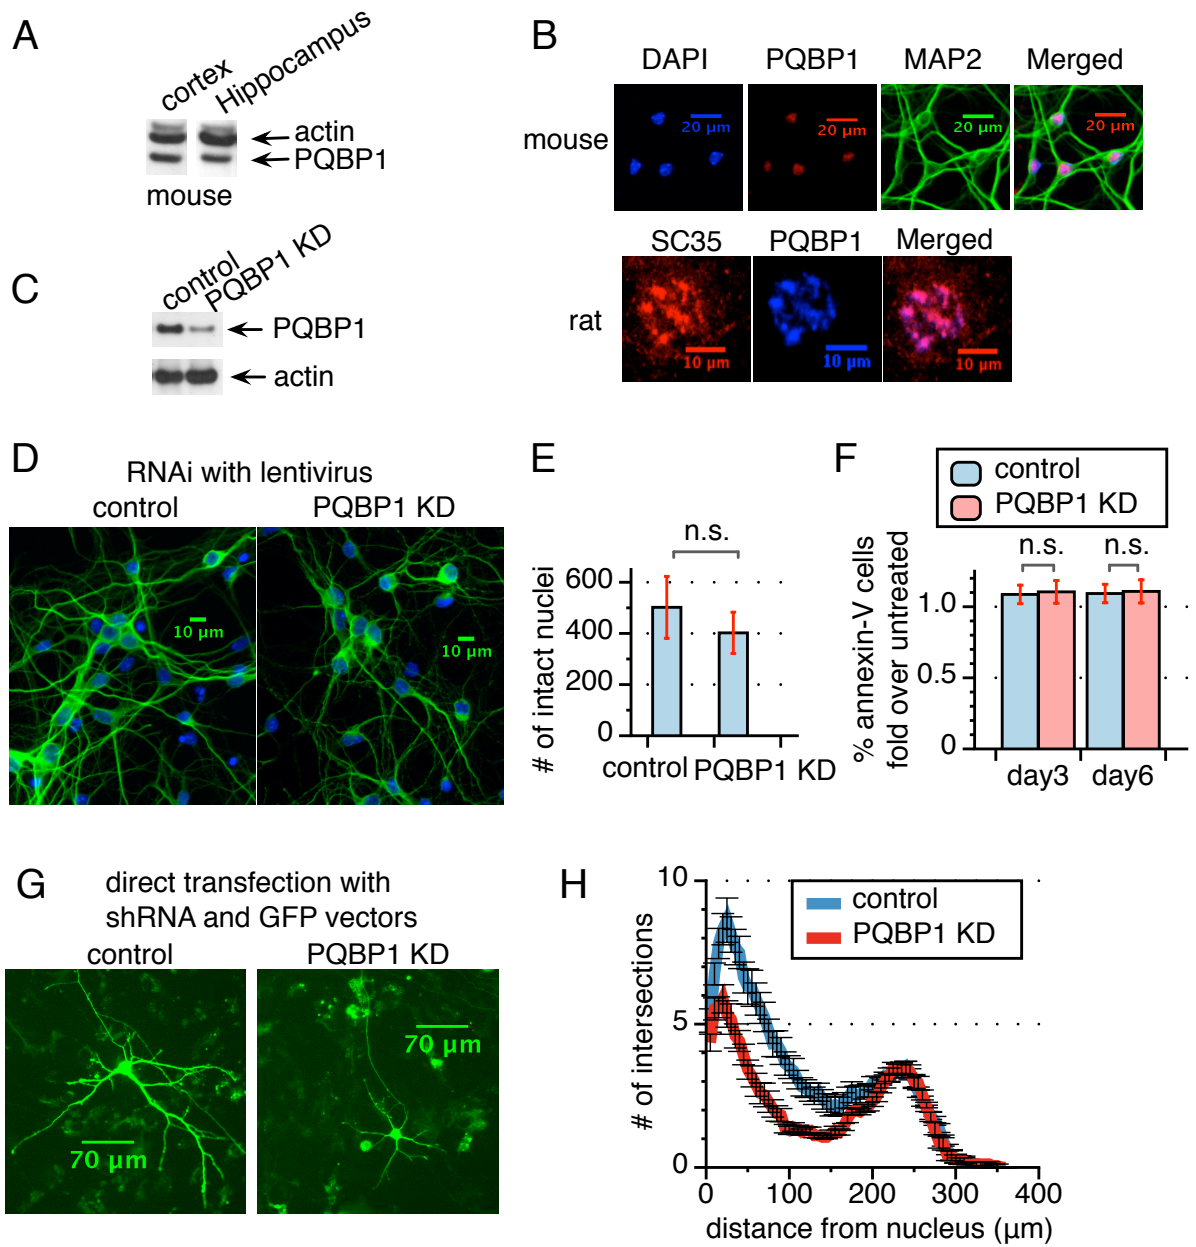 A
cortex
Hippocampus
actin
PQBP1
mouse
B
DAPI PQBP1 MAP2 Merged
mouse
20 µm 20 µm 20 µm 20 µm
SC35 PQBP1 Merged
rat
10 µm 10 µm 10 µm
C
control
PQBP1 KD
PQBP1
actin
D
RNAi with lentivirus
control PQBP1 KD
10 µm 10 µm
E
n.s.
# of intact nuclei
600
400
200
0
control PQBP1 KD
F
control
PQBP1 KD
n.s. n.s.
% annexin-V cells
fold over untreated
1.0
0.5
0
day3 day6
G
direct transfection with
shRNA and GFP vectors
control PQBP1 KD
70 µm 70 µm
H
control
PQBP1 KD
# of intersections
10
5
0
0 100 200 300 400
distance from nucleus (µm)